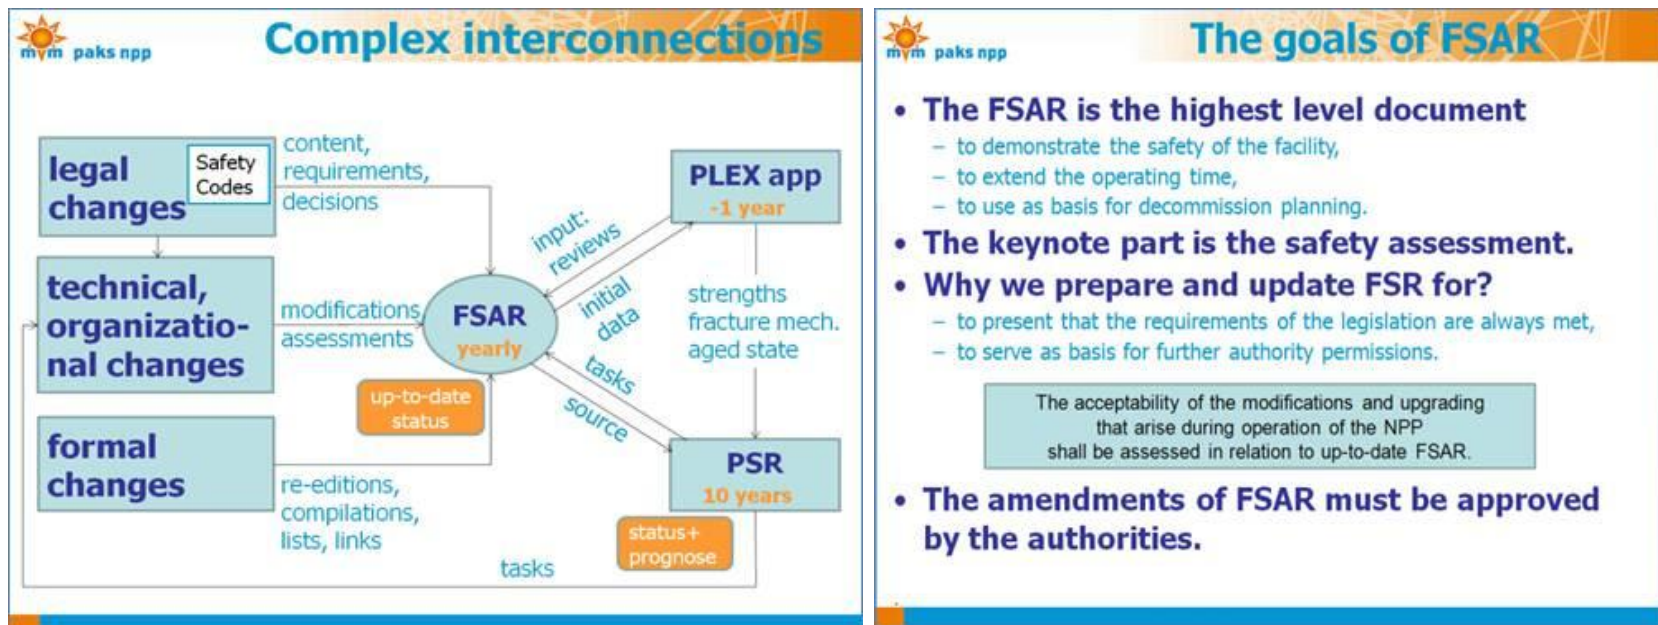 mvm paks npp
Complex interconnections
legal
changes
Safety
Codes
content,
requirements,
decisions
technical,
organizatio-
nal changes
modifications
assessments
formal
changes
re-editions,
compilations,
lists, links
FSAR
yearly
up-to-date
status
input:
reviews
initial
data
tasks
source
PLEX app
-1 year
strengths
fracture mech.
aged state
PSR
10 years
status+
prognose
tasks
mvm paks npp
The goals of FSAR
• The FSAR is the highest level document
– to demonstrate the safety of the facility,
– to extend the operating time,
– to use as basis for decommission planning.
• The keynote part is the safety assessment.
• Why we prepare and update FSR for?
– to present that the requirements of the legislation are always met,
– to serve as basis for further authority permissions.
The acceptability of the modifications and upgrading
that arise during operation of the NPP
shall be assessed in relation to up-to-date FSAR.
• The amendments of FSAR must be approved
by the authorities.